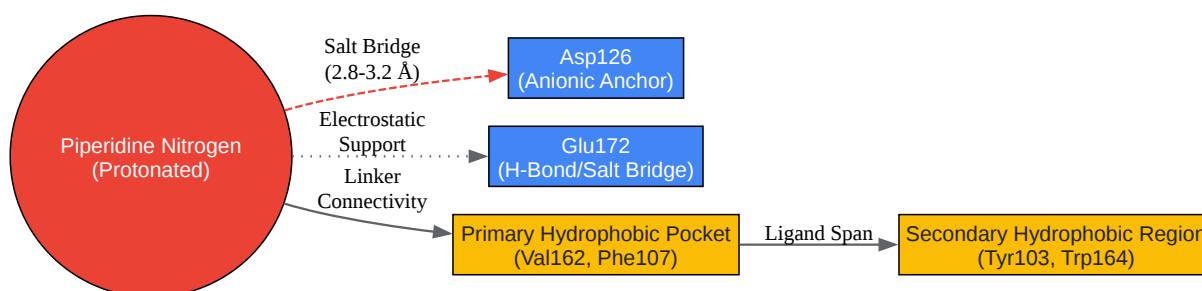 Piperidine Nitrogen
(Protonated)
Salt Bridge
(2.8-3.2 Å)
Asp126
(Anionic Anchor)
Electrostatic
Support
Glu172
(H-Bond/Salt Bridge)
Linker
Connectivity
Primary Hydrophobic Pocket
(Val162, Phe107)
Ligand Span
Secondary Hydrophobic Region
(Tyr103, Trp164)